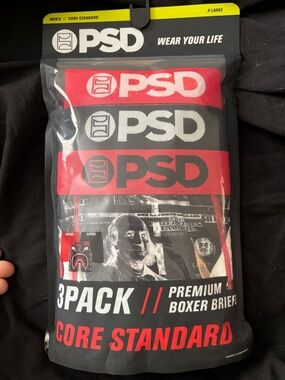 MEN'S // CORE STANDARD
X-LARGE
PSD WEAR YOUR LIFE
PSD
PSD
PSD
3PACK // PREMIUM
BOXER BRIEFS
CORE STANDARD